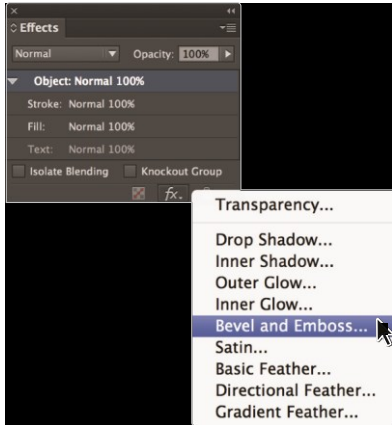 Effects
Normal Opacity: 100%
Object: Normal 100%
Stroke: Normal 100%
Fill: Normal 100%
Text: Normal 100%
Isolate Blending Knockout Group
fx.
Transparency...
Drop Shadow...
Inner Shadow...
Outer Glow...
Inner Glow...
Bevel and Emboss...
Satin...
Basic Feather...
Directional Feather...
Gradient Feather...